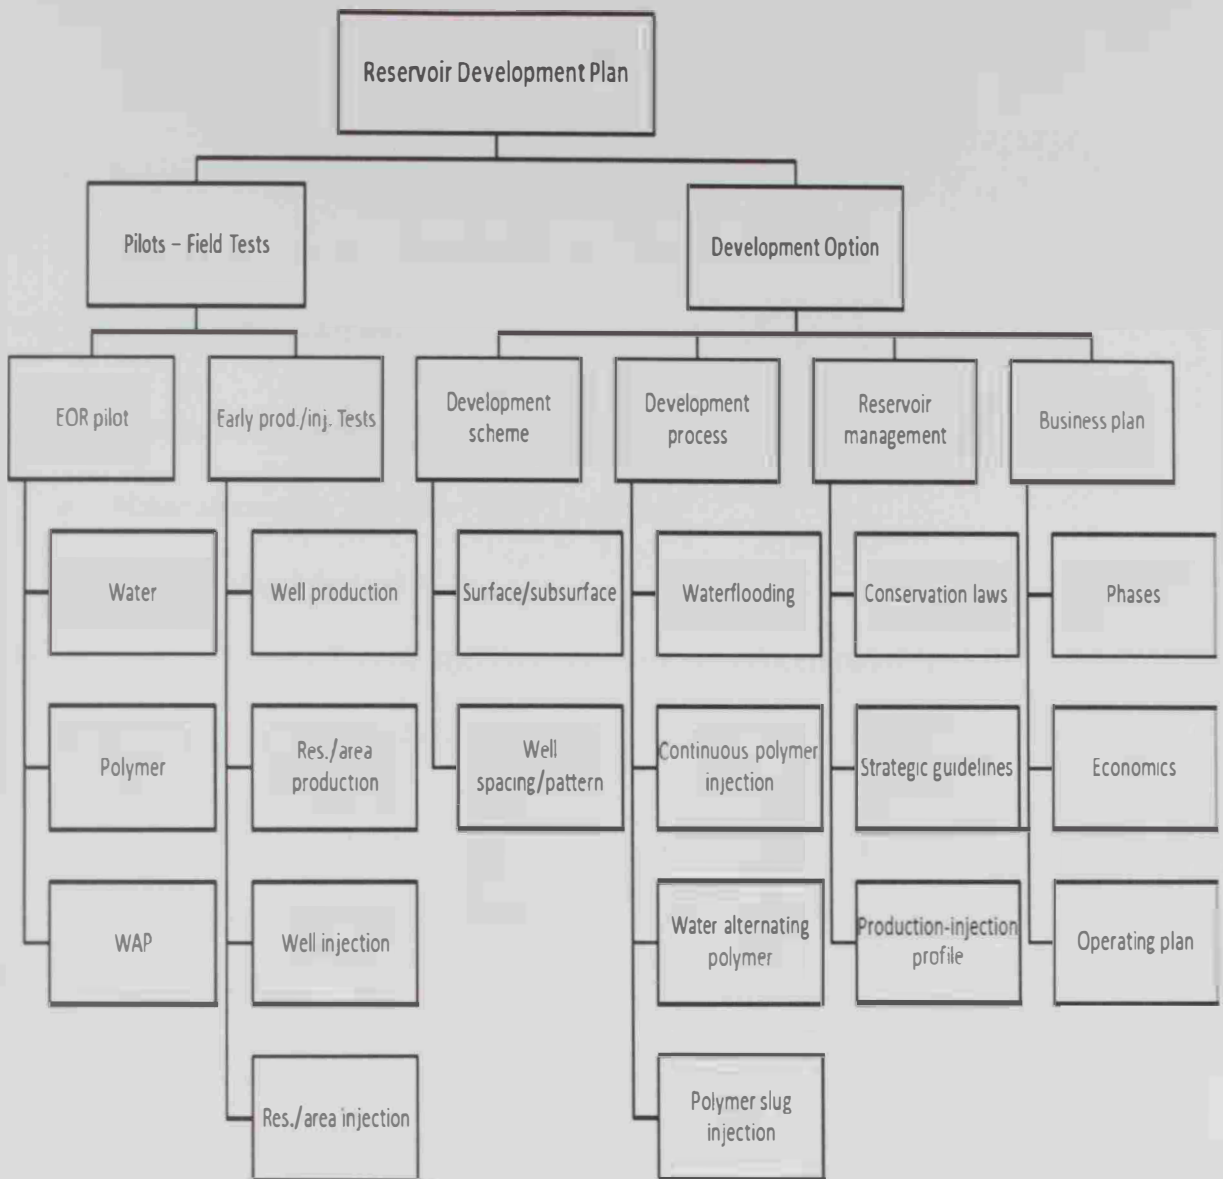 Reservoir Development Plan
Pilots – Field Tests
Development Option
EOR pilot
Early prod./inj. Tests
Development
scheme
Development
process
Reservoir
management
Business plan
Water
Well production
Surface/subsurface
Waterflooding
Conservation laws
Phases
Polymer
Res./area
production
Well
spacing/pattern
Continuous polymer
injection
Strategic guidelines
Economics
WAP
Well injection
Water alternating
polymer
Production-injection
profile
Operating plan
Res./area injection
Polymer slug
injection